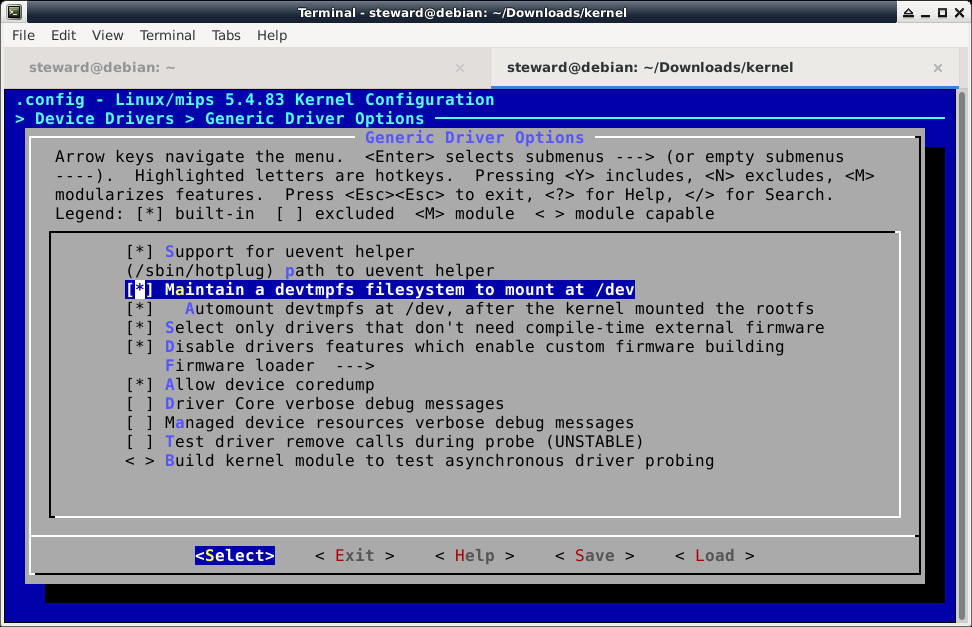 Terminal - steward@debian: ~/Downloads/kernel
File Edit View Terminal Tabs Help
steward@debian: ~ × steward@debian: ~/Downloads/kernel ×
.config - Linux/mips 5.4.83 Kernel Configuration
> Device Drivers > Generic Driver Options
Generic Driver Options
Arrow keys navigate the menu.  <Enter> selects submenus ---> (or empty submenus
----).  Highlighted letters are hotkeys.  Pressing <Y> includes, <N> excludes, <M>
modularizes features.  Press <Esc><Esc> to exit, <?> for Help, </> for Search.
Legend: [*] built-in  [ ] excluded  <M> module  < > module capable
[*] Support for uevent helper
(/sbin/hotplug) path to uevent helper
[*] Maintain a devtmpfs filesystem to mount at /dev
[*]   Automount devtmpfs at /dev, after the kernel mounted the rootfs
[*] Select only drivers that don't need compile-time external firmware
[*] Disable drivers features which enable custom firmware building
Firmware loader  --->
[*] Allow device coredump
[ ] Driver Core verbose debug messages
[ ] Managed device resources verbose debug messages
[ ] Test driver remove calls during probe (UNSTABLE)
< > Build kernel module to test asynchronous driver probing
<Select>    < Exit >    < Help >    < Save >    < Load >